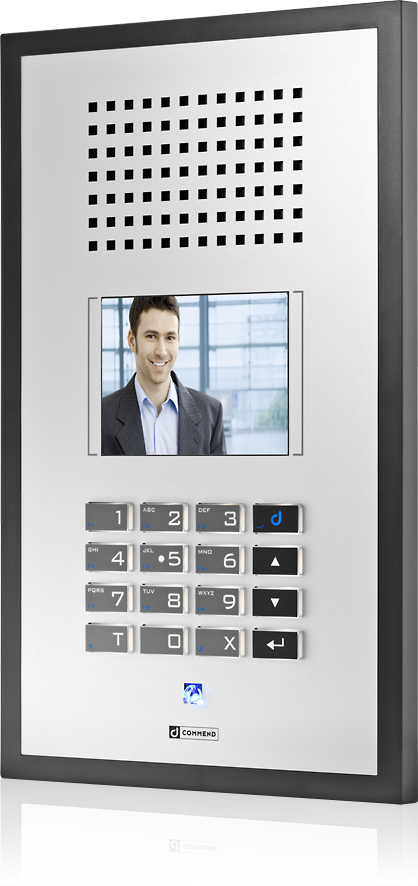 1 ABC 2 DEF 3 d
GHI 4 JKL 5 MNO 6
PQRS 7 TUV 8 WXYZ 9
T 0 X
d COMMEND